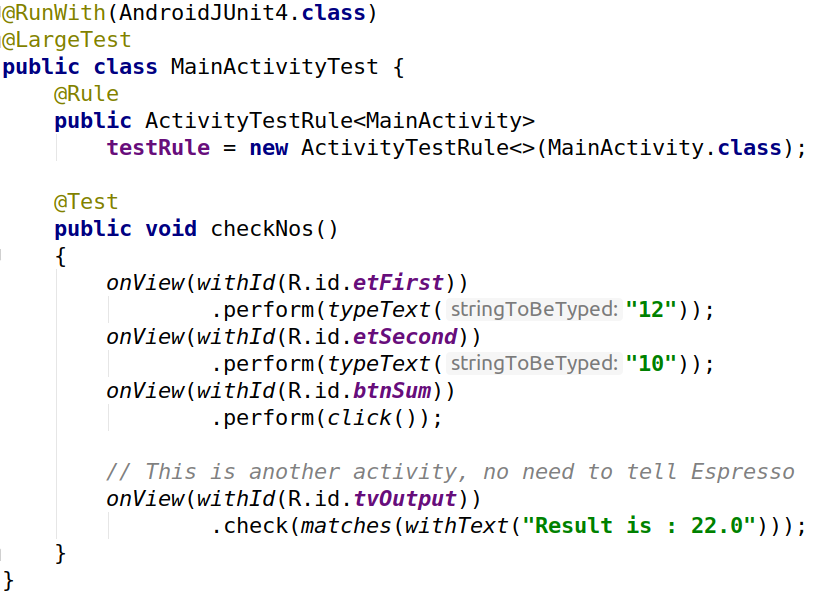 @RunWith(AndroidJUnit4.class)
@LargeTest
public class MainActivityTest {
    @Rule
    public ActivityTestRule<MainActivity>
        testRule = new ActivityTestRule<>(MainActivity.class);

    @Test
    public void checkNos()
    {
        onView(withId(R.id.etFirst))
                .perform(typeText( stringToBeTyped: "12"));
        onView(withId(R.id.etSecond))
                .perform(typeText( stringToBeTyped: "10"));
        onView(withId(R.id.btnSum))
                .perform(click());

        // This is another activity, no need to tell Espresso
        onView(withId(R.id.tvOutput))
                .check(matches(withText("Result is : 22.0")));
    }
}